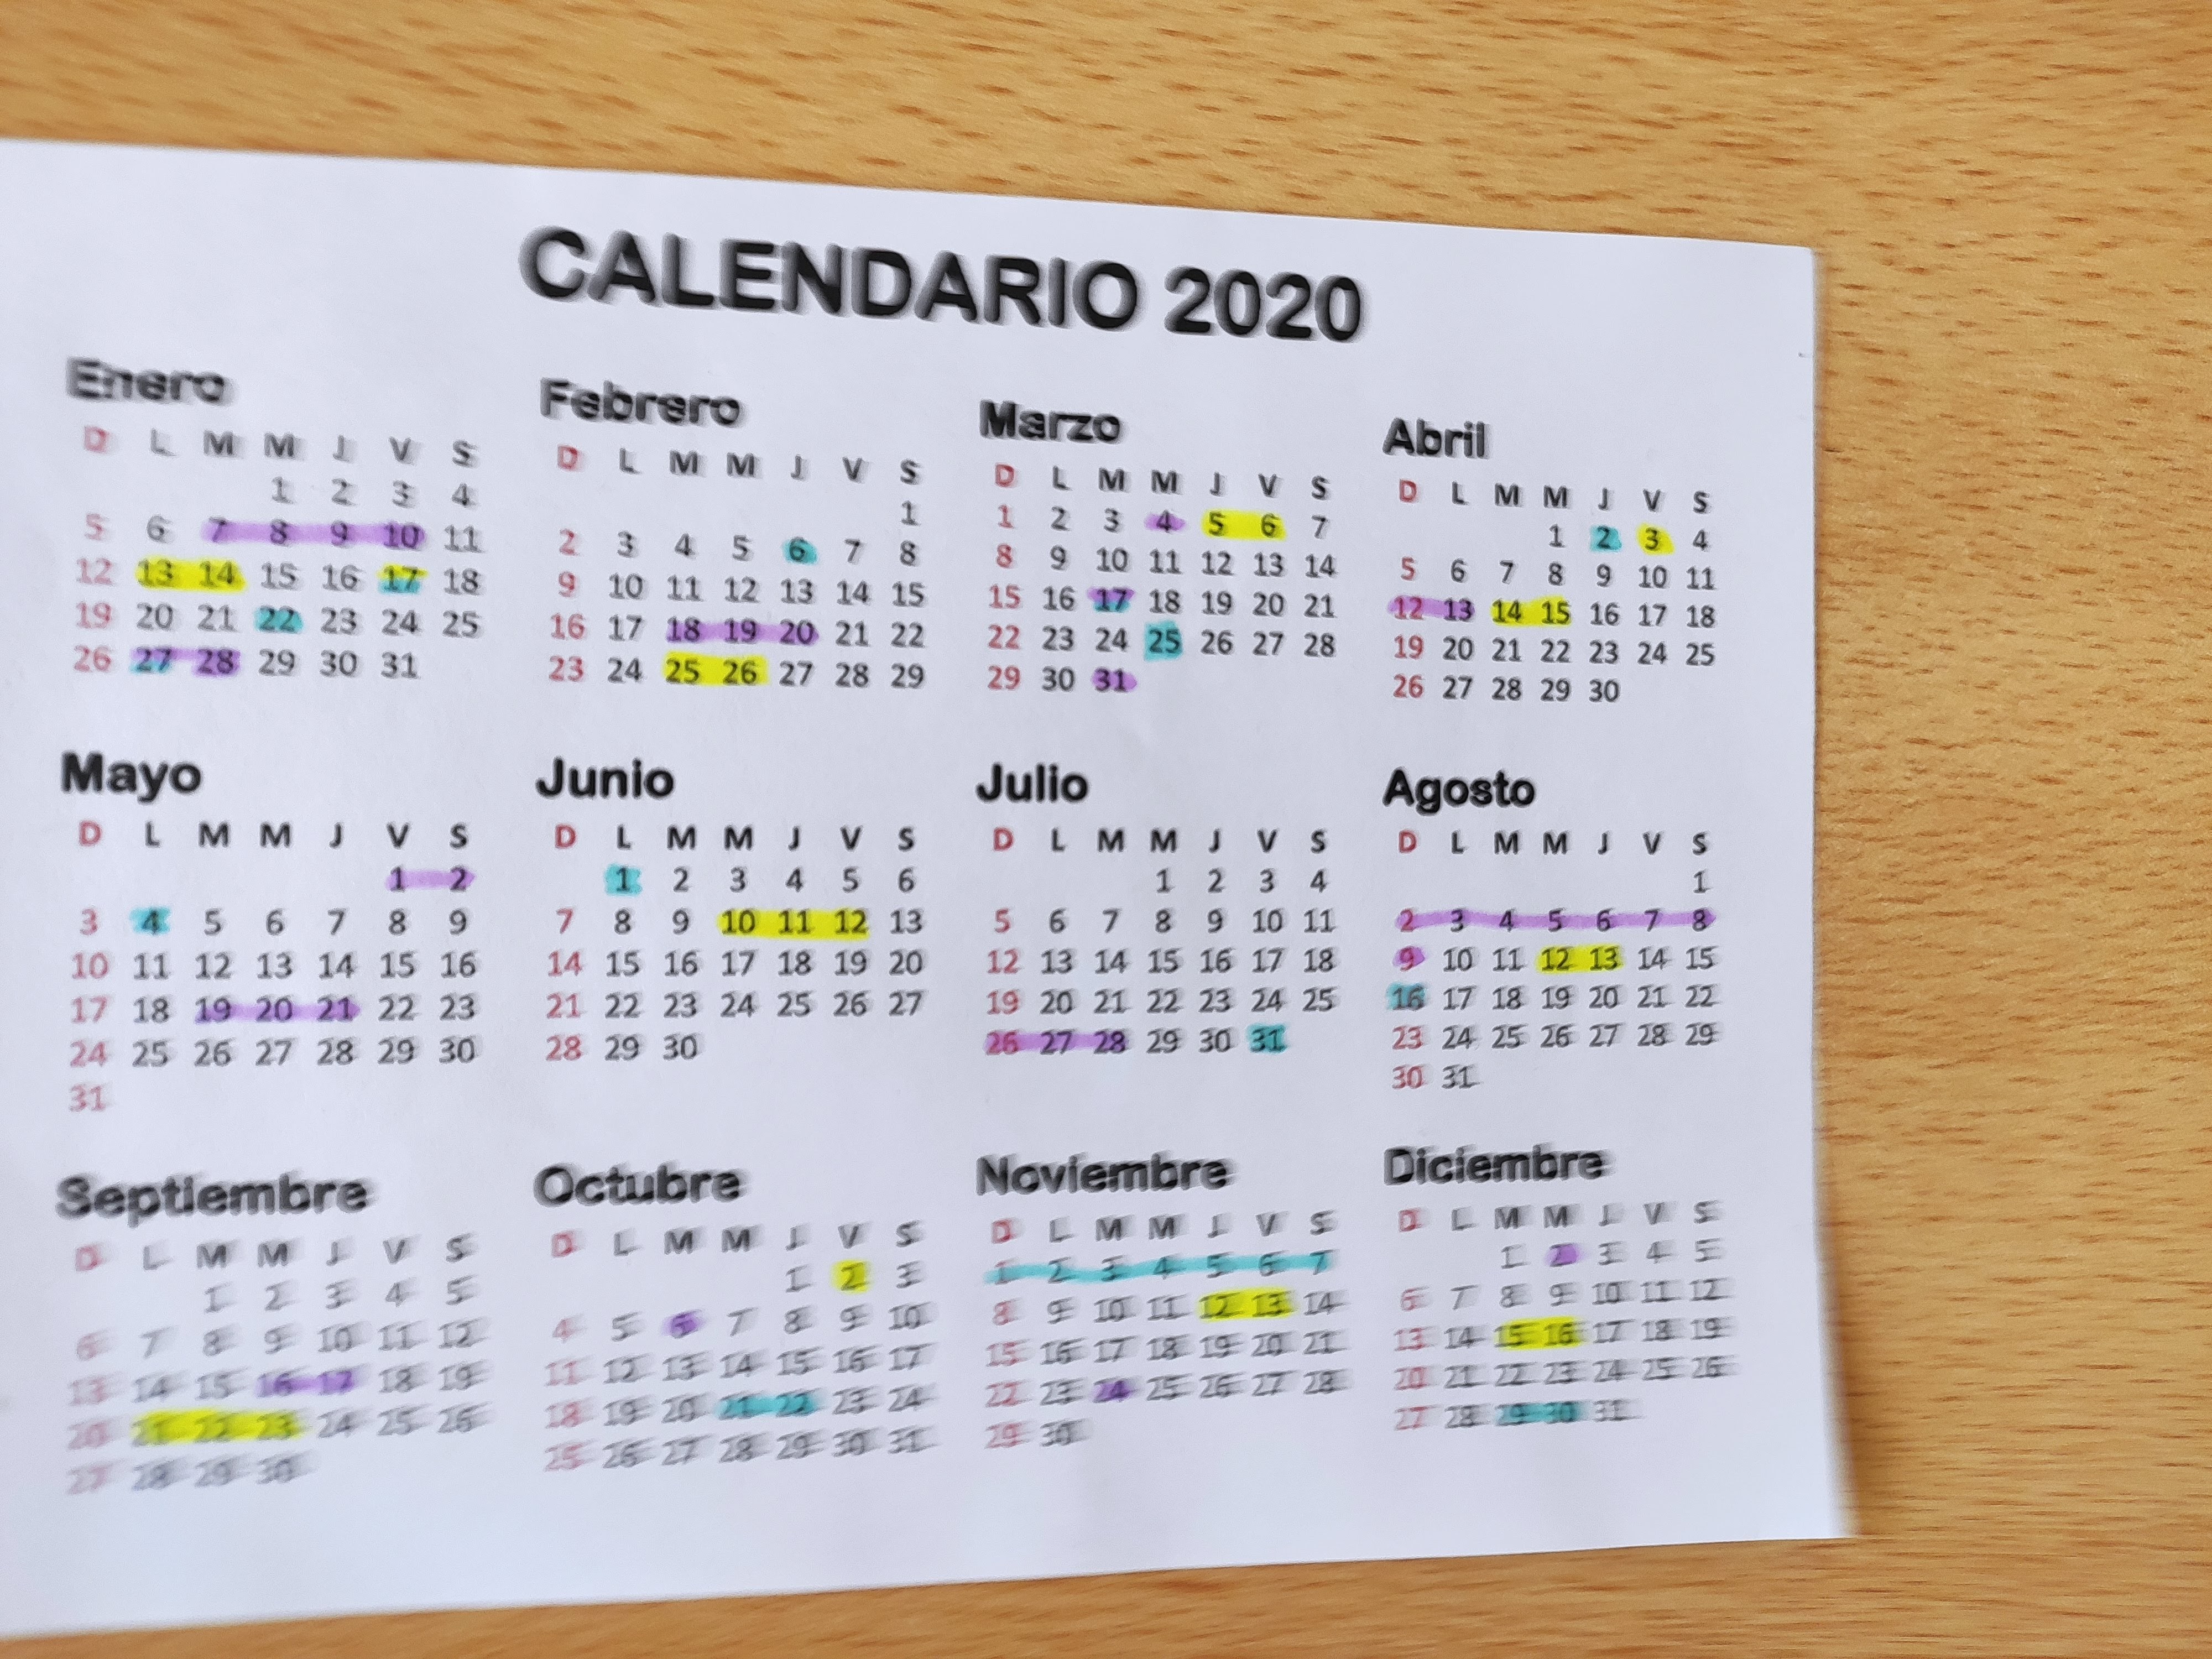 CALENDARIO 2020
Enero
D L M M J V S
1 2 3 4
5 6 7 8 9 10 11
12 13 14 15 16 17 18
19 20 21 22 23 24 25
26 27 28 29 30 31
Febrero
D L M M J V S
1
2 3 4 5 6 7 8
9 10 11 12 13 14 15
16 17 18 19 20 21 22
23 24 25 26 27 28 29
Marzo
D L M M J V S
1 2 3 4 5 6 7
8 9 10 11 12 13 14
15 16 17 18 19 20 21
22 23 24 25 26 27 28
29 30 31
Abril
D L M M J V S
1 2 3 4
5 6 7 8 9 10 11
12 13 14 15 16 17 18
19 20 21 22 23 24 25
26 27 28 29 30
Mayo
D L M M J V S
1 2
3 4 5 6 7 8 9
10 11 12 13 14 15 16
17 18 19 20 21 22 23
24 25 26 27 28 29 30
31
Junio
D L M M J V S
1 2 3 4 5 6
7 8 9 10 11 12 13
14 15 16 17 18 19 20
21 22 23 24 25 26 27
28 29 30
Julio
D L M M J V S
1 2 3 4
5 6 7 8 9 10 11
12 13 14 15 16 17 18
19 20 21 22 23 24 25
26 27 28 29 30 31
Agosto
D L M M J V S
1
2 3 4 5 6 7 8
9 10 11 12 13 14 15
16 17 18 19 20 21 22
23 24 25 26 27 28 29
30 31
Septiembre
D L M M J V S
1 2 3 4 5
6 7 8 9 10 11 12
13 14 15 16 17 18 19
20 21 22 23 24 25 26
27 28 29 30
Octubre
D L M M J V S
1 2 3
4 5 6 7 8 9 10
11 12 13 14 15 16 17
18 19 20 21 22 23 24
25 26 27 28 29 30 31
Noviembre
D L M M J V S
1 2 3 4 5 6 7
8 9 10 11 12 13 14
15 16 17 18 19 20 21
22 23 24 25 26 27 28
29 30
Diciembre
D L M M J V S
1 2 3 4 5
6 7 8 9 10 11 12
13 14 15 16 17 18 19
20 21 22 23 24 25 26
27 28 29 30 31